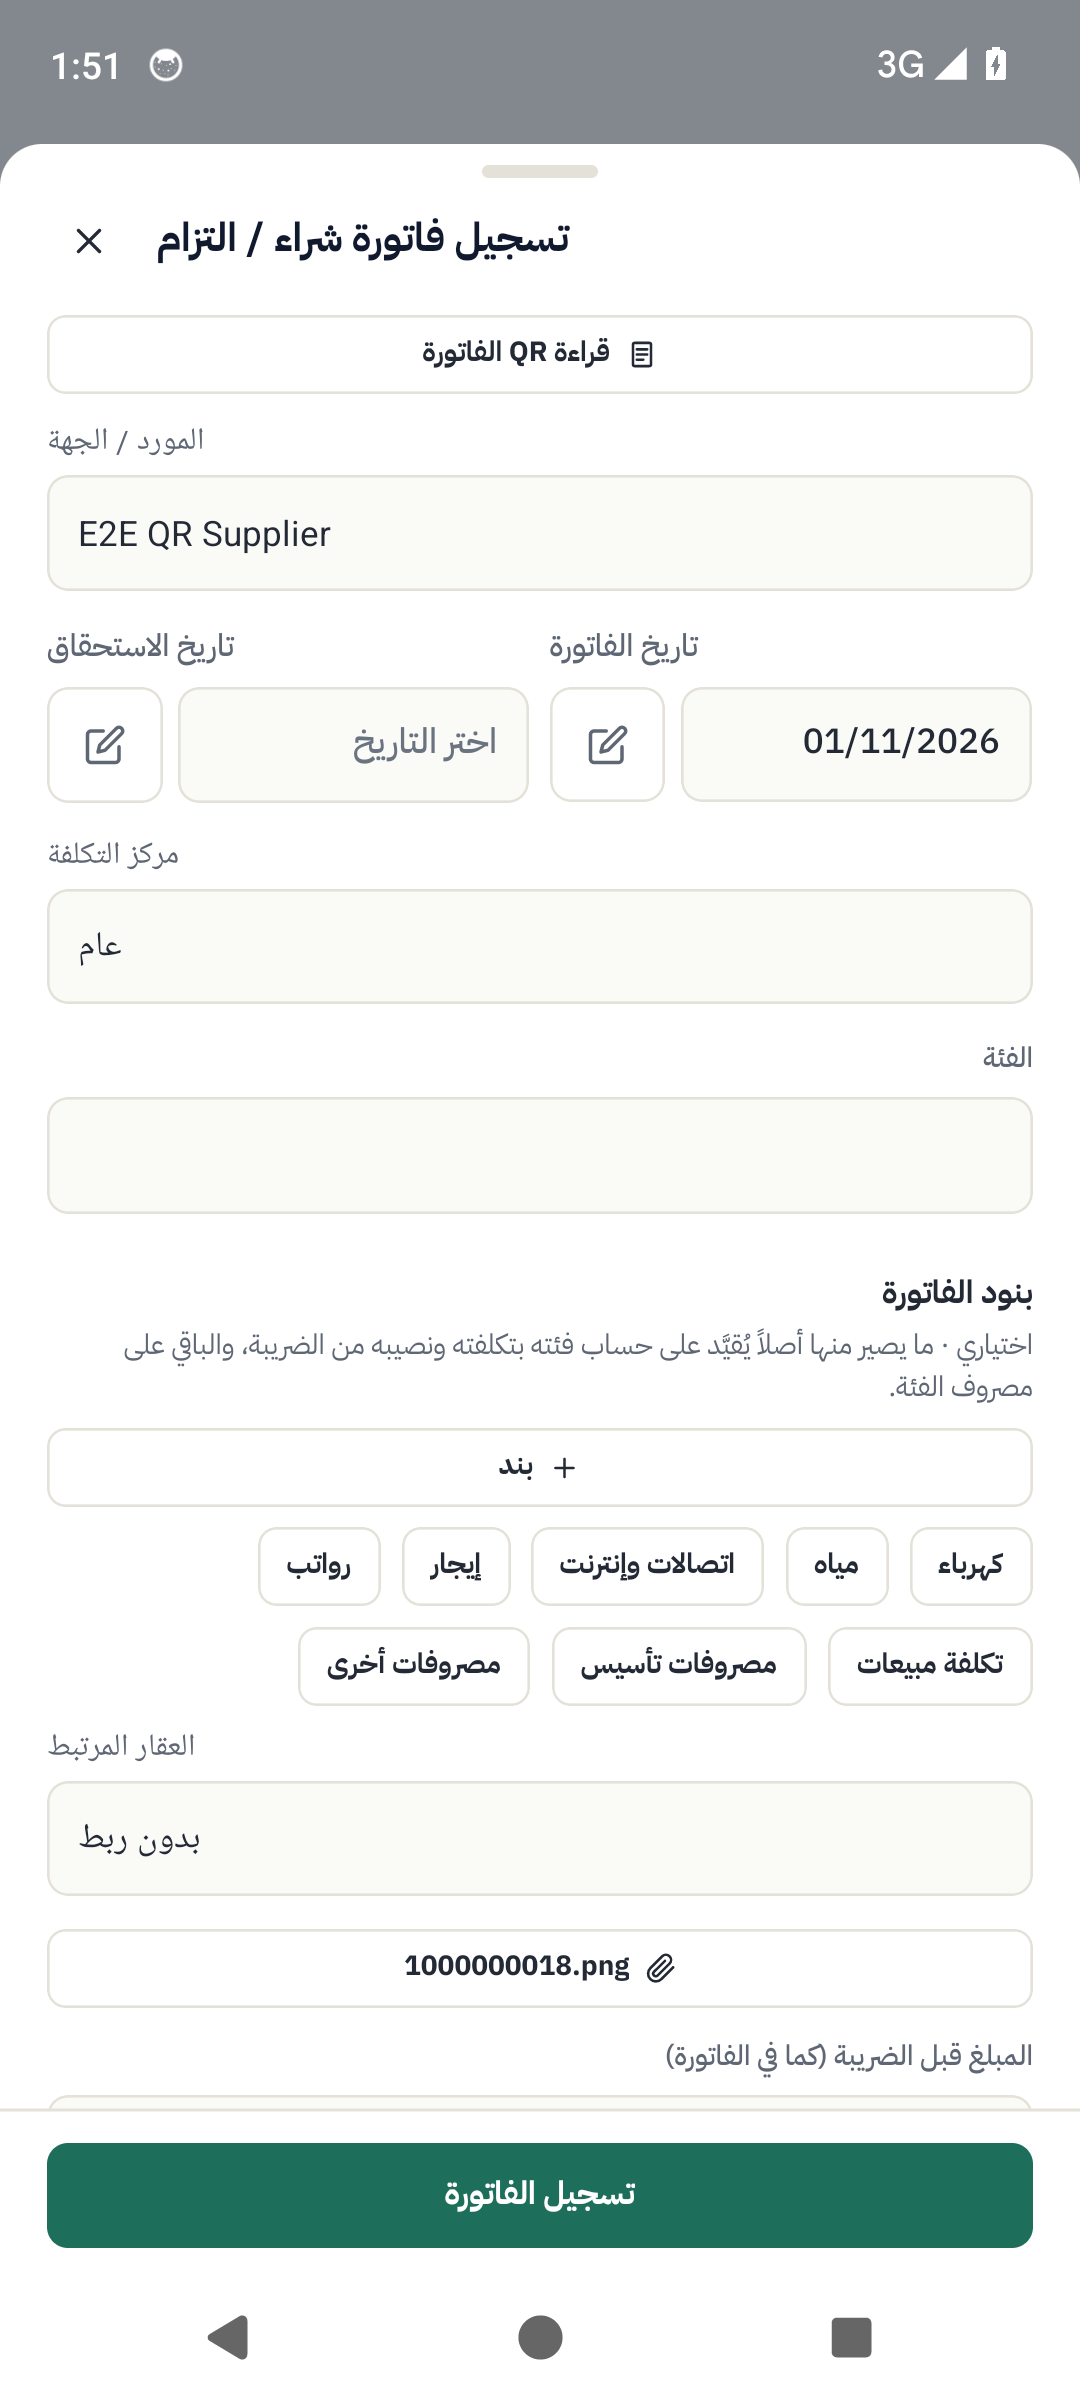 1:51
3G
تسجيل فاتورة شراء / التزام
قراءة QR الفاتورة
المورد / الجهة
E2E QR Supplier
تاريخ الفاتورة
تاريخ الاستحقاق
01/11/2026
اختر التاريخ
مركز التكلفة
عام
الفئة
بنود الفاتورة
اختياري · ما يصير منها أصلاً يُقيَّد على حساب فئته بتكلفته ونصيبه من الضريبة، والباقي على
مصروف الفئة.
+ بند
كهرباء
مياه
اتصالات وإنترنت
إيجار
رواتب
تكلفة مبيعات
مصروفات تأسيس
مصروفات أخرى
العقار المرتبط
بدون ربط
1000000018.png
المبلغ قبل الضريبة (كما في الفاتورة)
تسجيل الفاتورة